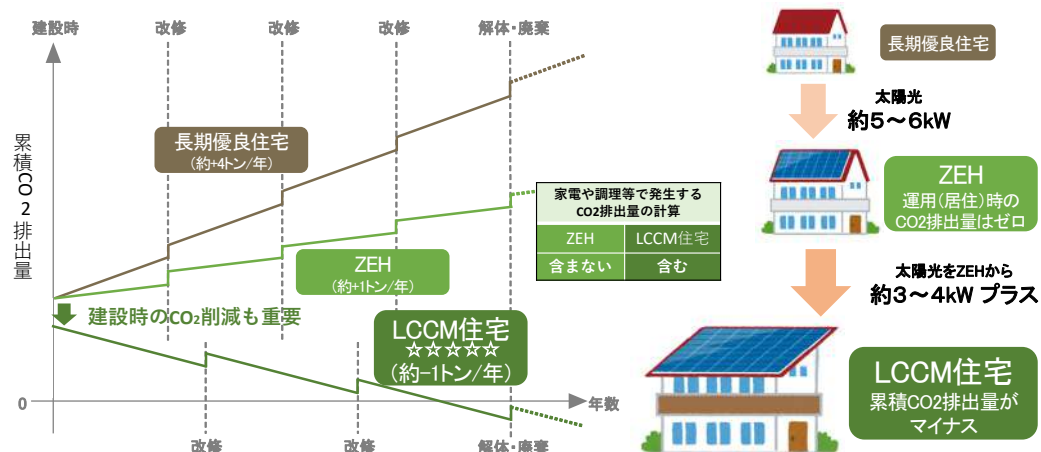 建設時
改修
改修
改修
解体・廃棄
累積CO2排出量
長期優良住宅
(約+4トン/年)
ZEH
(約+1トン/年)
建設時のCO₂削減も重要
LCCM住宅
☆☆☆☆☆
(約−1トン/年)
0
年数
改修
改修
解体・廃棄
家電や調理等で発生する
CO2排出量の計算
ZEH
LCCM住宅
含まない
含む
長期優良住宅
太陽光
約5～6kW
ZEH
運用(居住)時の
CO2排出量はゼロ
太陽光をZEHから
約3～4kW プラス
LCCM住宅
累積CO2排出量が
マイナス